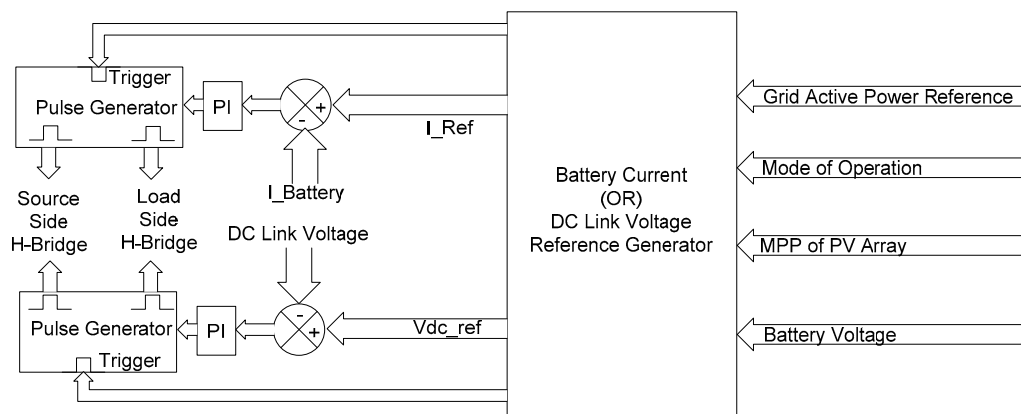 Trigger
Pulse Generator
PI
+
-
I_Ref
I_Battery
Source
Side
H-Bridge
Load
Side
H-Bridge
DC Link Voltage
Pulse Generator
Trigger
PI
-
+
Vdc_ref
Battery Current
(OR)
DC Link Voltage
Reference Generator
Grid Active Power Reference
Mode of Operation
MPP of PV Array
Battery Voltage